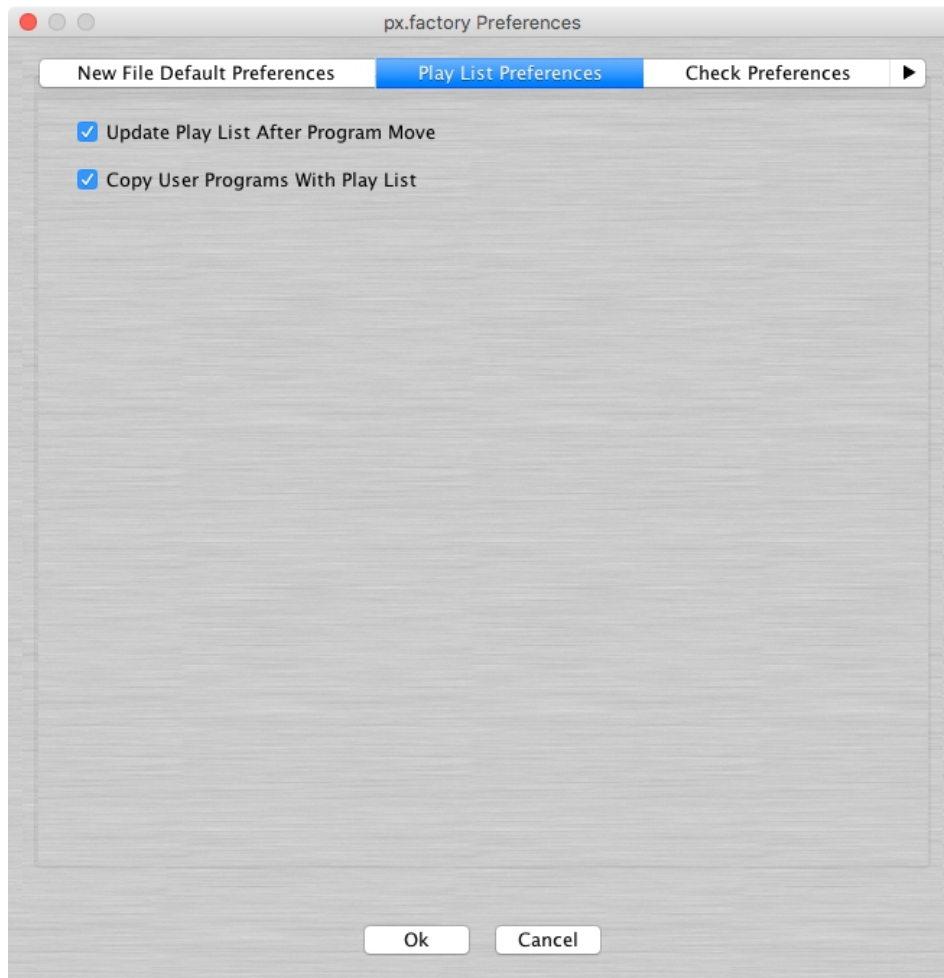 px.factory Preferences
New File Default Preferences Play List Preferences Check Preferences
Update Play List After Program Move
Copy User Programs With Play List
Ok Cancel